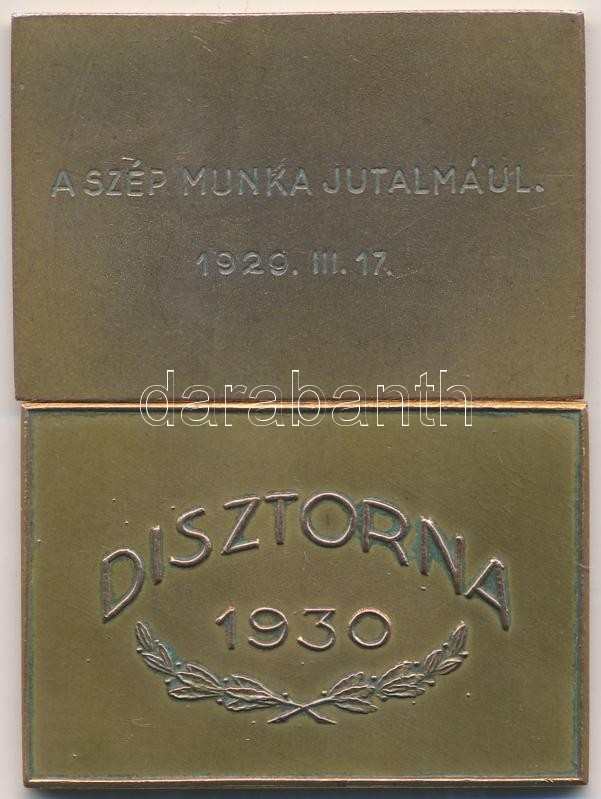 A SZÉP MUNKA JUTALMÁUL.
1929. III. 17.
darabanth
DISZTORNA
1930